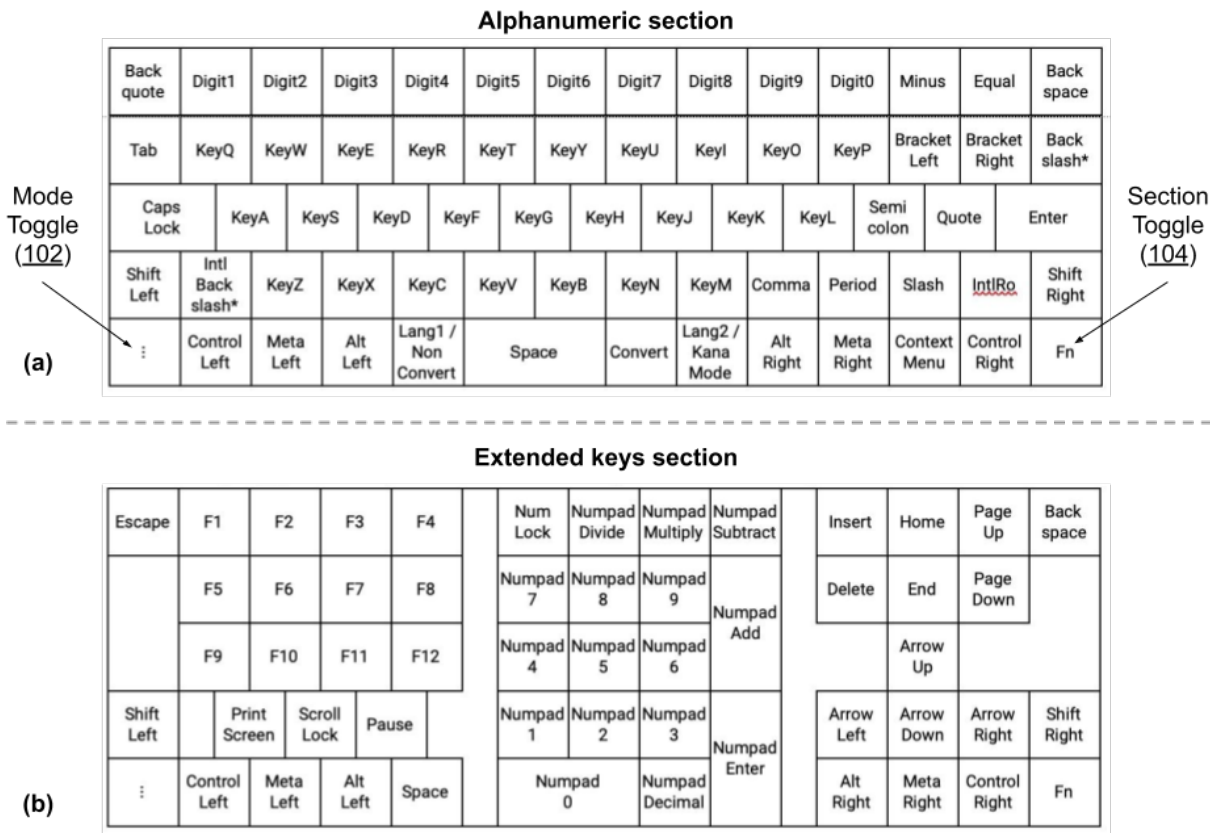 Alphanumeric section
Back quote Digit1 Digit2 Digit3 Digit4 Digit5 Digit6 Digit7 Digit8 Digit9 Digit0 Minus Equal Back space
Tab KeyQ KeyW KeyE KeyR KeyT KeyY KeyU KeyI KeyO KeyP Bracket Left Bracket Right Back slash*
Mode Toggle (102)
Caps Lock KeyA KeyS KeyD KeyF KeyG KeyH KeyJ KeyK KeyL Semi colon Quote Enter
Section Toggle (104)
Shift Left Intl Back slash* KeyZ KeyX KeyC KeyV KeyB KeyN KeyM Comma Period Slash IntlRo Shift Right
(a)
⋮ Control Left Meta Left Alt Left Lang1 / Non Convert Space Convert Lang2 / Kana Mode Alt Right Meta Right Context Menu Control Right Fn
Extended keys section
Escape F1 F2 F3 F4 Num Lock Numpad Divide Numpad Multiply Numpad Subtract Insert Home Page Up Back space
F5 F6 F7 F8 Numpad 7 Numpad 8 Numpad 9 Numpad Add Delete End Page Down
F9 F10 F11 F12 Numpad 4 Numpad 5 Numpad 6 Arrow Up
Shift Left Print Screen Scroll Lock Pause Numpad 1 Numpad 2 Numpad 3 Numpad Enter Arrow Left Arrow Down Arrow Right Shift Right
(b)
⋮ Control Left Meta Left Alt Left Space Numpad 0 Numpad Decimal Alt Right Meta Right Control Right Fn